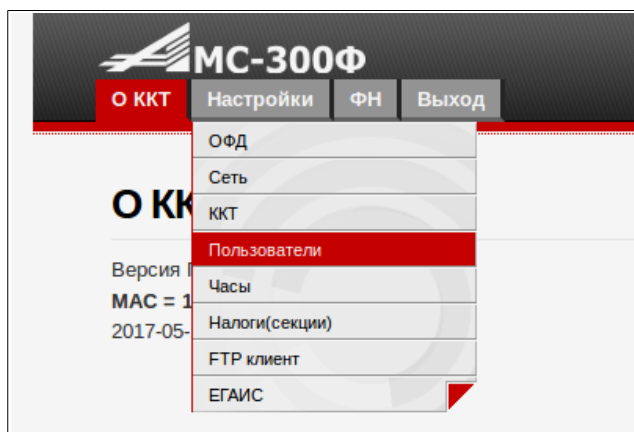 МС-300Ф
О ККТ Настройки ФН Выход
ОФД
Сеть
О КК
ККТ
Пользователи
Версия
Часы
MAC = 1
Налоги(секции)
2017-05-
FTP клиент
ЕГАИС